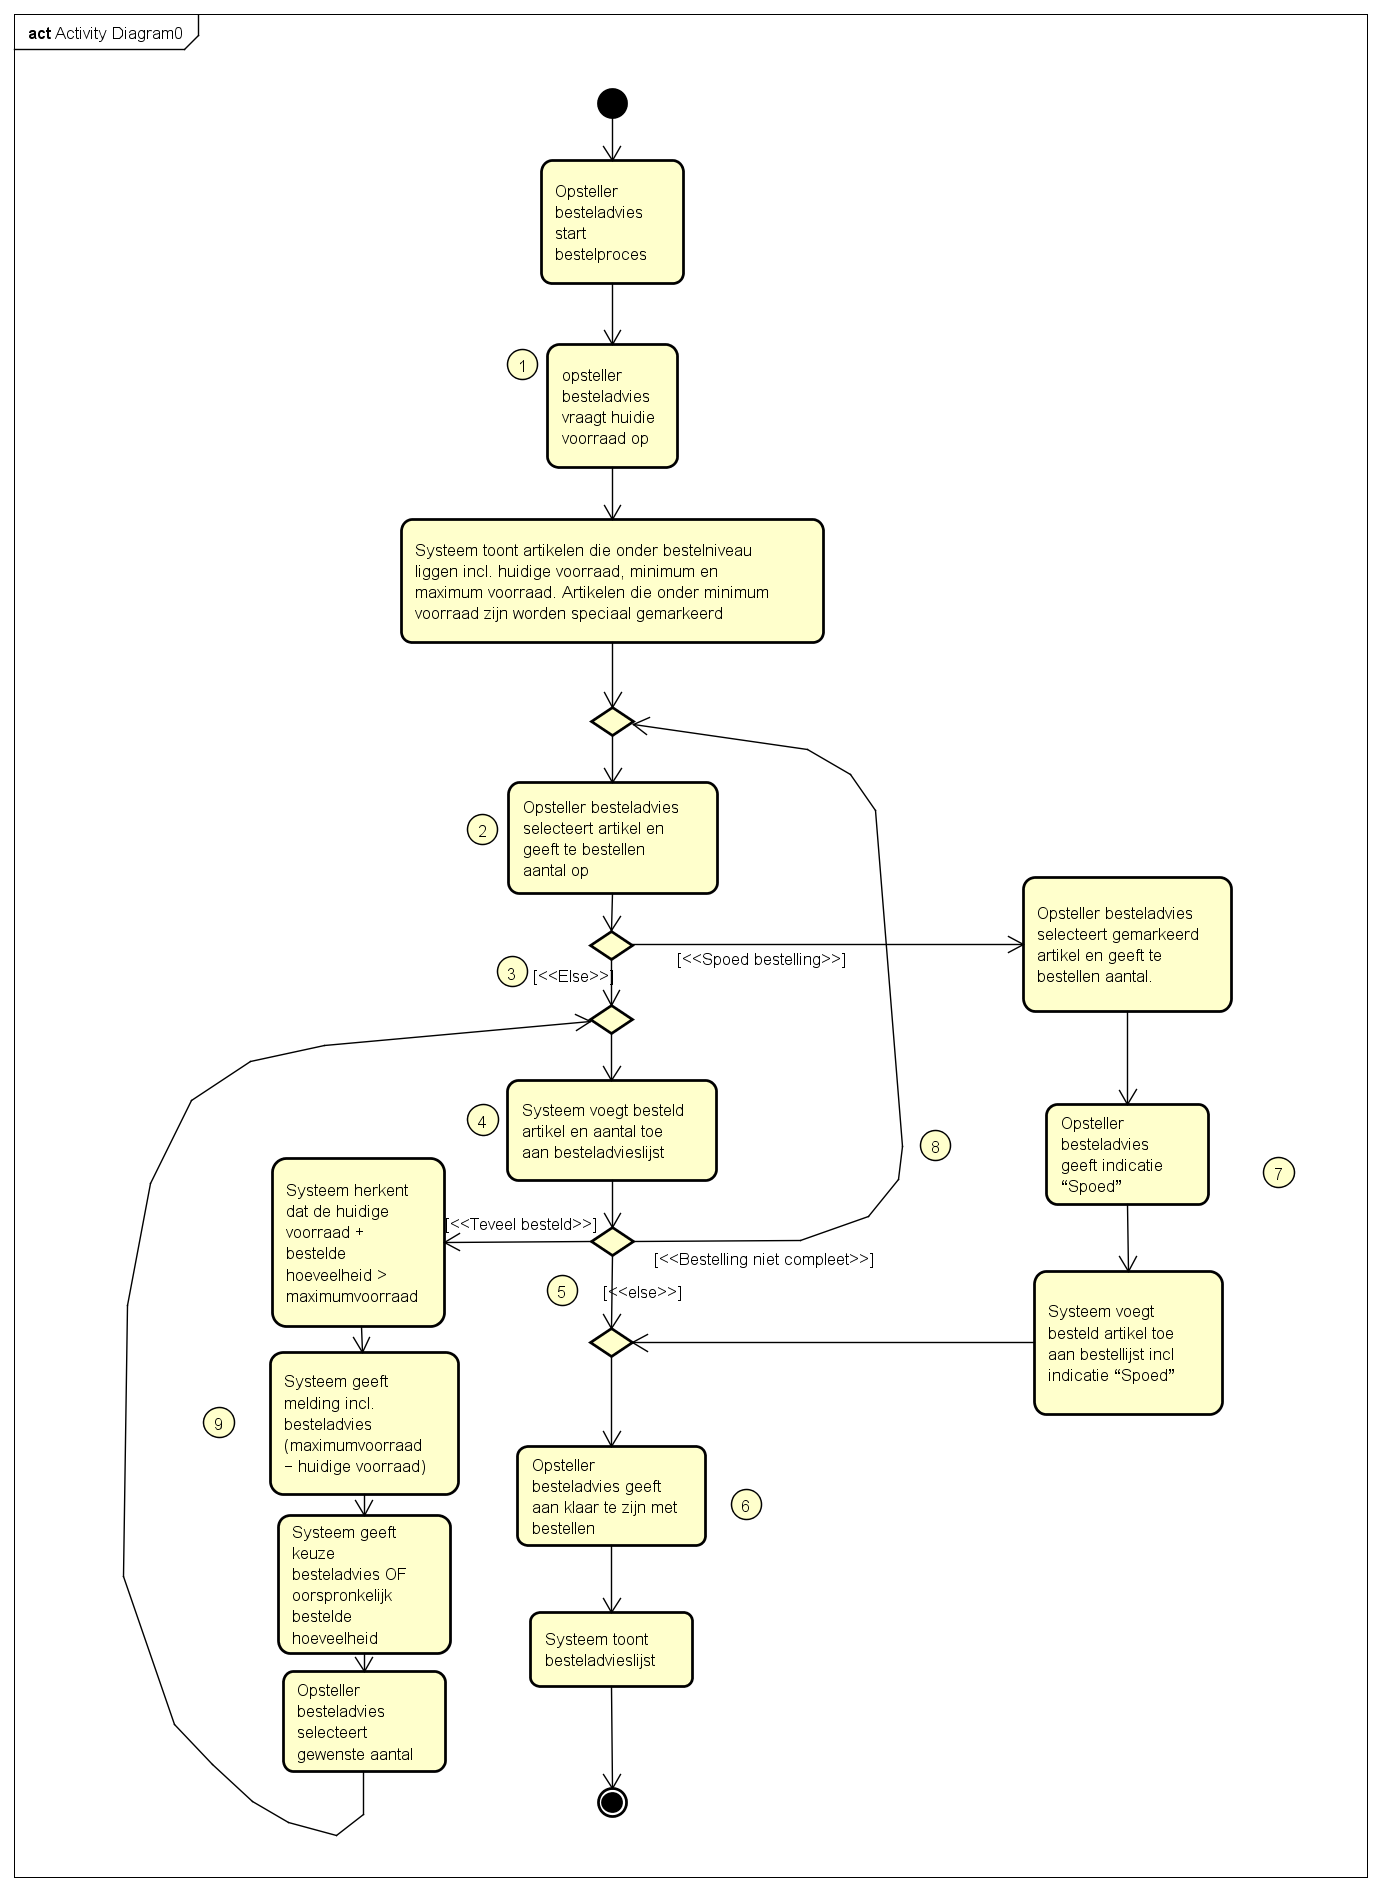 act Activity Diagram0
Opsteller
besteladvies
start
bestelproces
1
opsteller
besteladvies
vraagt huidie
voorraad op
Systeem toont artikelen die onder bestelniveau
liggen incl. huidige voorraad, minimum en
maximum voorraad. Artikelen die onder minimum
voorraad zijn worden speciaal gemarkeerd
2
Opsteller besteladvies
selecteert artikel en
geeft te bestellen
aantal op
3
[<<Else>>]
[<<Spoed bestelling>>]
Opsteller besteladvies
selecteert gemarkeerd
artikel en geeft te
bestellen aantal.
4
Systeem voegt besteld
artikel en aantal toe
aan besteladvieslijst
8
Opsteller
besteladvies
geeft indicatie
“Spoed”
7
[<<Teveel besteld>>]
[<<Bestelling niet compleet>>]
5
[<<else>>]
Systeem herkent
dat de huidige
voorraad +
bestelde
hoeveelheid >
maximumvoorraad
Systeem voegt
besteld artikel toe
aan bestellijst incl
indicatie “Spoed”
9
Systeem geeft
melding incl.
besteladvies
(maximumvoorraad
– huidige voorraad)
Opsteller
besteladvies geeft
aan klaar te zijn met
bestellen
6
Systeem geeft
keuze
besteladvies OF
oorspronkelijk
bestelde
hoeveelheid
Systeem toont
besteladvieslijst
Opsteller
besteladvies
selecteert
gewenste aantal